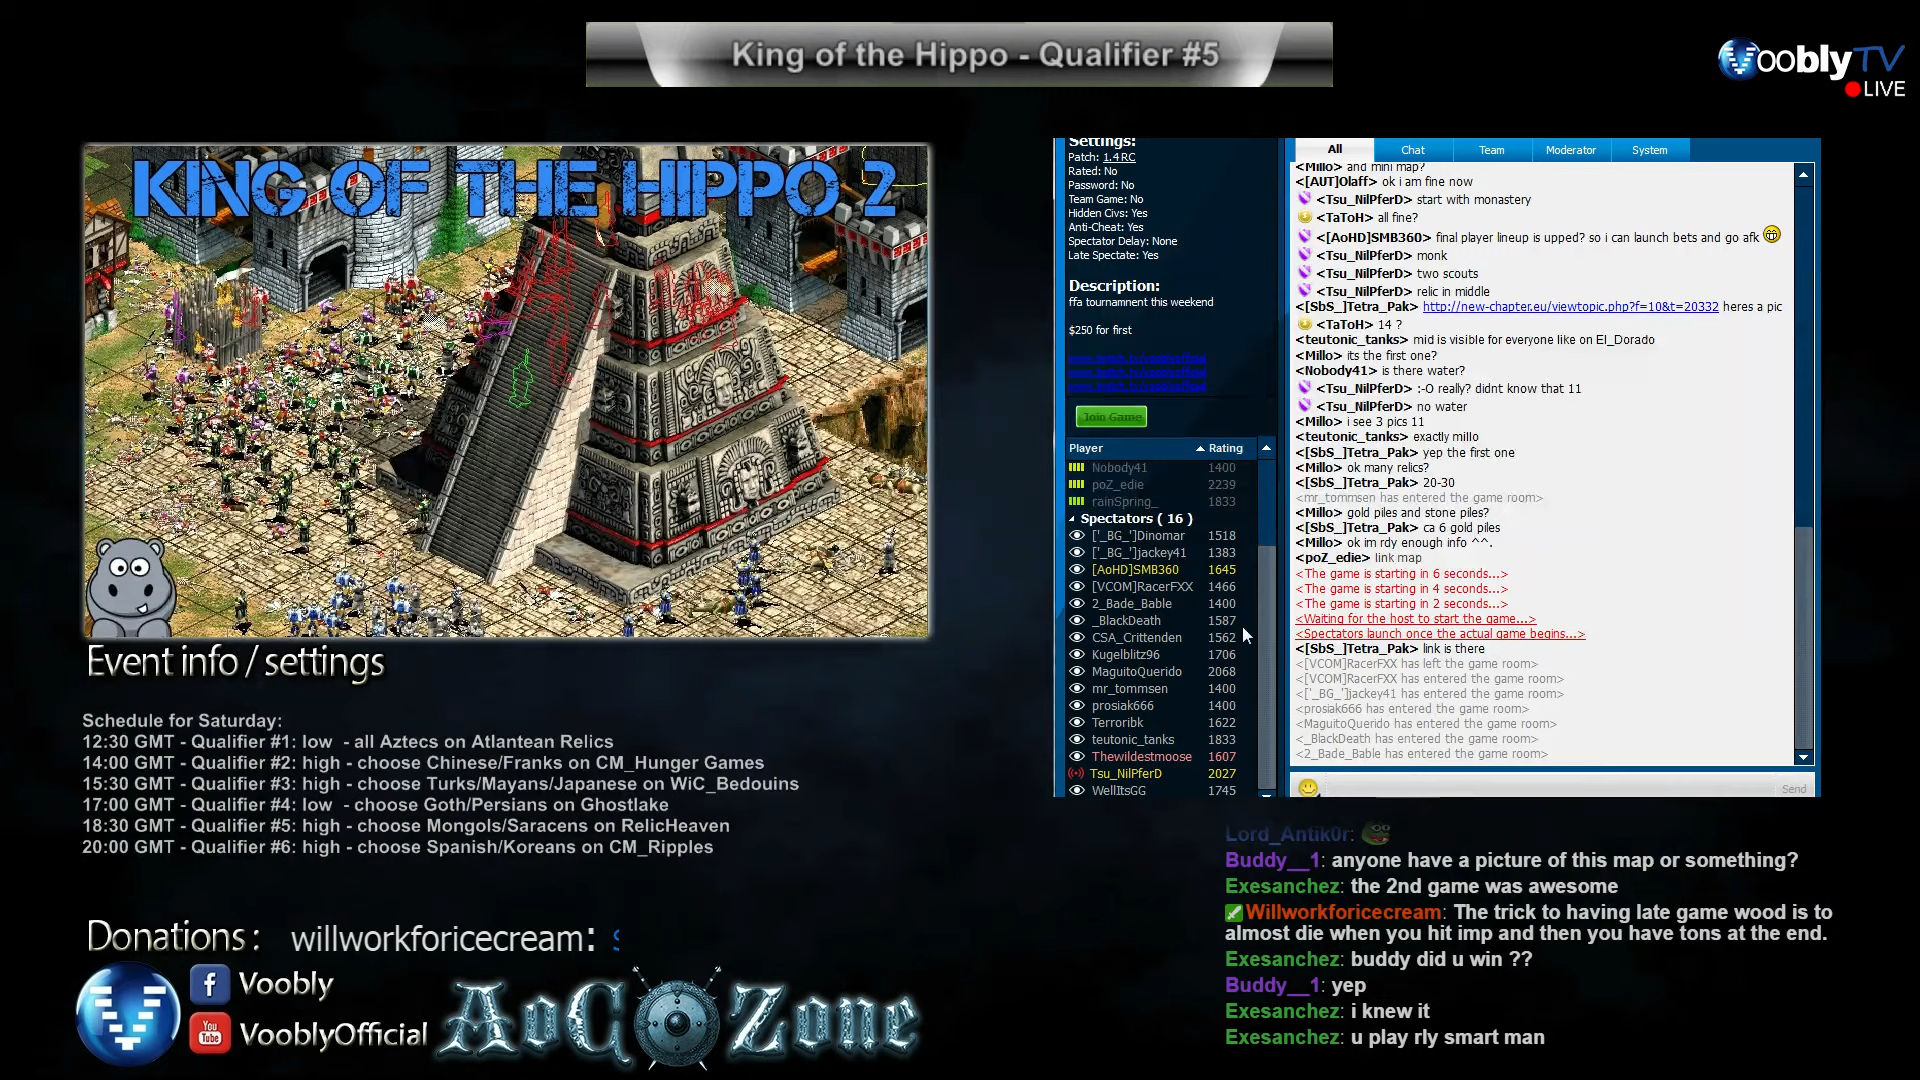 King of the Hippo - Qualifier #5
VooblyTV
LIVE
KING OF THE HIPPO 2
Event info / settings
Schedule for Saturday:
12:30 GMT - Qualifier #1: low  - all Aztecs on Atlantean Relics
14:00 GMT - Qualifier #2: high - choose Chinese/Franks on CM_Hunger Games
15:30 GMT - Qualifier #3: high - choose Turks/Mayans/Japanese on WiC_Bedouins
17:00 GMT - Qualifier #4: low  - choose Goth/Persians on Ghostlake
18:30 GMT - Qualifier #5: high - choose Mongols/Saracens on RelicHeaven
20:00 GMT - Qualifier #6: high - choose Spanish/Koreans on CM_Ripples
Donations : willworkforicecream:
Voobly
You Tube VooblyOfficial
AoCZone
Settings:
Patch: 1.4 RC
Rated: No
Password: No
Team Game: No
Hidden Civs: Yes
Anti-Cheat: Yes
Spectator Delay: None
Late Spectate: Yes
Description:
ffa tournamnent this weekend
$250 for first
www.twitch.tv/vooblyofficial
www.twitch.tv/vooblyofficial
www.twitch.tv/vooblyofficial
Join Game
Player Rating
Nobody41 1400
poZ_edie 2239
rainSpring_ 1833
Spectators ( 16 )
['_BG_']Dinomar 1518
['_BG_']jackey41 1383
[AoHD]SMB360 1645
[VCOM]RacerFXX 1466
2_Bade_Bable 1400
_BlackDeath 1587
CSA_Crittenden 1562
Kugelblitz96 1706
MaguitoQuerido 2068
mr_tommsen 1400
prosiak666 1400
Terroribk 1622
teutonic_tanks 1833
Thewildestmoose 1607
Tsu_NilPferD 2027
WellItsGG 1745
All Chat Team Moderator System
<Millo> and mini map?
<[AUT]Olaff> ok i am fine now
<Tsu_NilPferD> start with monastery
<TaToH> all fine?
<[AoHD]SMB360> final player lineup is upped? so i can launch bets and go afk
<Tsu_NilPferD> monk
<Tsu_NilPferD> two scouts
<Tsu_NilPferD> relic in middle
<[SbS_]Tetra_Pak> http://new-chapter.eu/viewtopic.php?f=10&t=20332 heres a pic
<TaToH> 14 ?
<teutonic_tanks> mid is visible for everyone like on El_Dorado
<Millo> its the first one?
<Nobody41> is there water?
<Tsu_NilPferD> :-O really? didnt know that 11
<Tsu_NilPferD> no water
<Millo> i see 3 pics 11
<teutonic_tanks> exactly millo
<[SbS_]Tetra_Pak> yep the first one
<Millo> ok many relics?
<[SbS_]Tetra_Pak> 20-30
<mr_tommsen has entered the game room>
<Millo> gold piles and stone piles?
<[SbS_]Tetra_Pak> ca 6 gold piles
<Millo> ok im rdy enough info ^^.
<poZ_edie> link map
<The game is starting in 6 seconds...>
<The game is starting in 4 seconds...>
<The game is starting in 2 seconds...>
<Waiting for the host to start the game...>
<Spectators launch once the actual game begins...>
<[SbS_]Tetra_Pak> link is there
<[VCOM]RacerFXX has left the game room>
<[VCOM]RacerFXX has entered the game room>
<['_BG_']jackey41 has entered the game room>
<prosiak666 has entered the game room>
<MaguitoQuerido has entered the game room>
<_BlackDeath has entered the game room>
<2_Bade_Bable has entered the game room>
Send
Lord_Antik0r:
Buddy__1: anyone have a picture of this map or something?
Exesanchez: the 2nd game was awesome
Willworkforicecream: The trick to having late game wood is to
almost die when you hit imp and then you have tons at the end.
Exesanchez: buddy did u win ??
Buddy__1: yep
Exesanchez: i knew it
Exesanchez: u play rly smart man